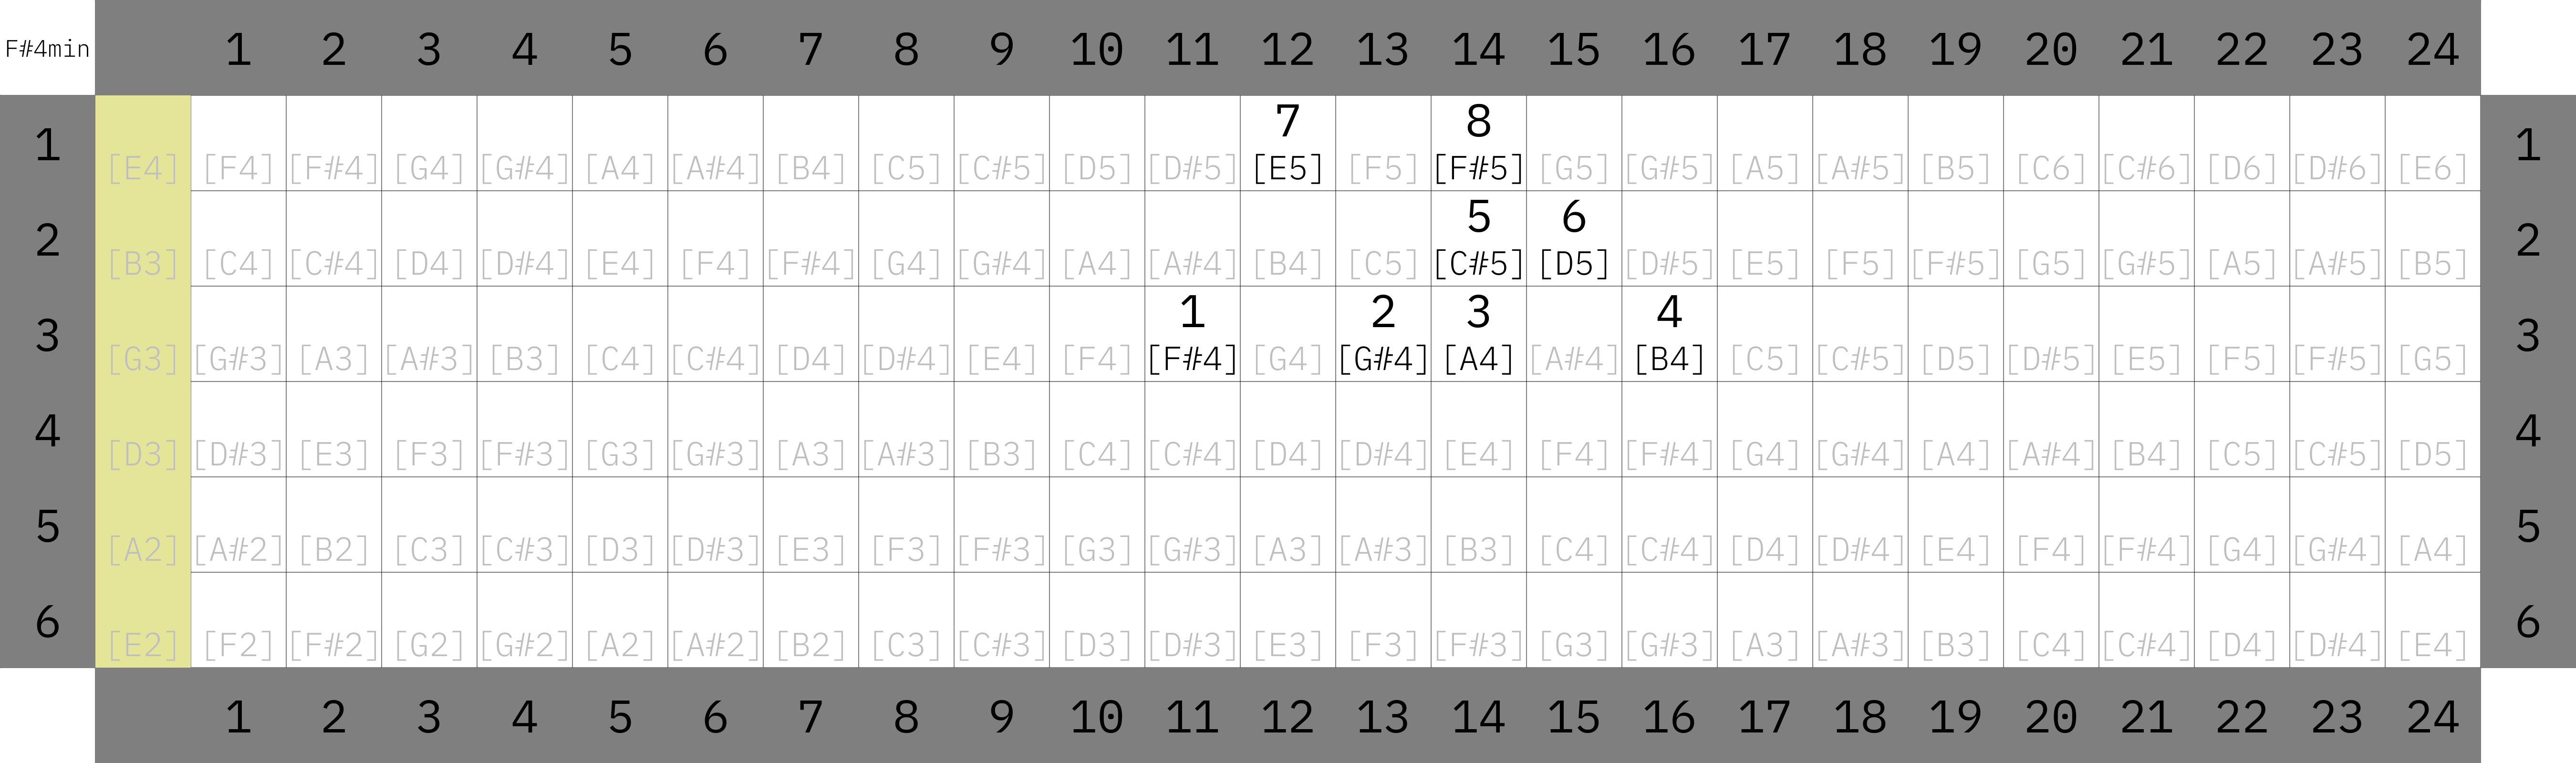 F#4min 1 2 3 4 5 6 7 8 9 10 11 12 13 14 15 16 17 18 19 20 21 22 23 24
7 8
1 [E4] [F4] [F#4] [G4] [G#4] [A4] [A#4] [B4] [C5] [C#5] [D5] [D#5] [E5] [F5] [F#5] [G5] [G#5] [A5] [A#5] [B5] [C6] [C#6] [D6] [D#6] [E6] 1
5 6
2 [B3] [C4] [C#4] [D4] [D#4] [E4] [F4] [F#4] [G4] [G#4] [A4] [A#4] [B4] [C5] [C#5] [D5] [D#5] [E5] [F5] [F#5] [G5] [G#5] [A5] [A#5] [B5] 2
1 2 3 4
3 [G3] [G#3] [A3] [A#3] [B3] [C4] [C#4] [D4] [D#4] [E4] [F4] [F#4] [G4] [G#4] [A4] [A#4] [B4] [C5] [C#5] [D5] [D#5] [E5] [F5] [F#5] [G5] 3
4 [D3] [D#3] [E3] [F3] [F#3] [G3] [G#3] [A3] [A#3] [B3] [C4] [C#4] [D4] [D#4] [E4] [F4] [F#4] [G4] [G#4] [A4] [A#4] [B4] [C5] [C#5] [D5] 4
5 [A2] [A#2] [B2] [C3] [C#3] [D3] [D#3] [E3] [F3] [F#3] [G3] [G#3] [A3] [A#3] [B3] [C4] [C#4] [D4] [D#4] [E4] [F4] [F#4] [G4] [G#4] [A4] 5
6 [E2] [F2] [F#2] [G2] [G#2] [A2] [A#2] [B2] [C3] [C#3] [D3] [D#3] [E3] [F3] [F#3] [G3] [G#3] [A3] [A#3] [B3] [C4] [C#4] [D4] [D#4] [E4] 6
1 2 3 4 5 6 7 8 9 10 11 12 13 14 15 16 17 18 19 20 21 22 23 24